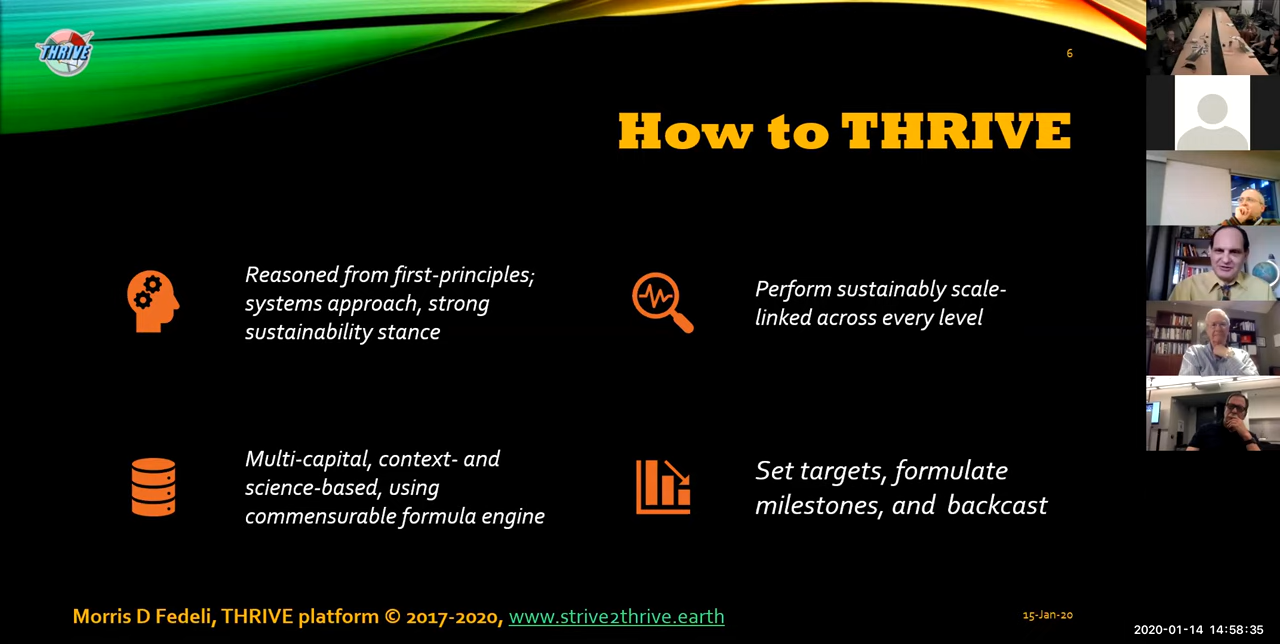 THRIVE
6
How to THRIVE
Reasoned from first-principles;
systems approach, strong
sustainability stance
Perform sustainably scale-
linked across every level
Multi-capital, context- and
science-based, using
commensurable formula engine
Set targets, formulate
milestones, and backcast
Morris D Fedeli, THRIVE platform © 2017-2020, www.strive2thrive.earth
15-Jan-20
2020-01-14 14:58:35